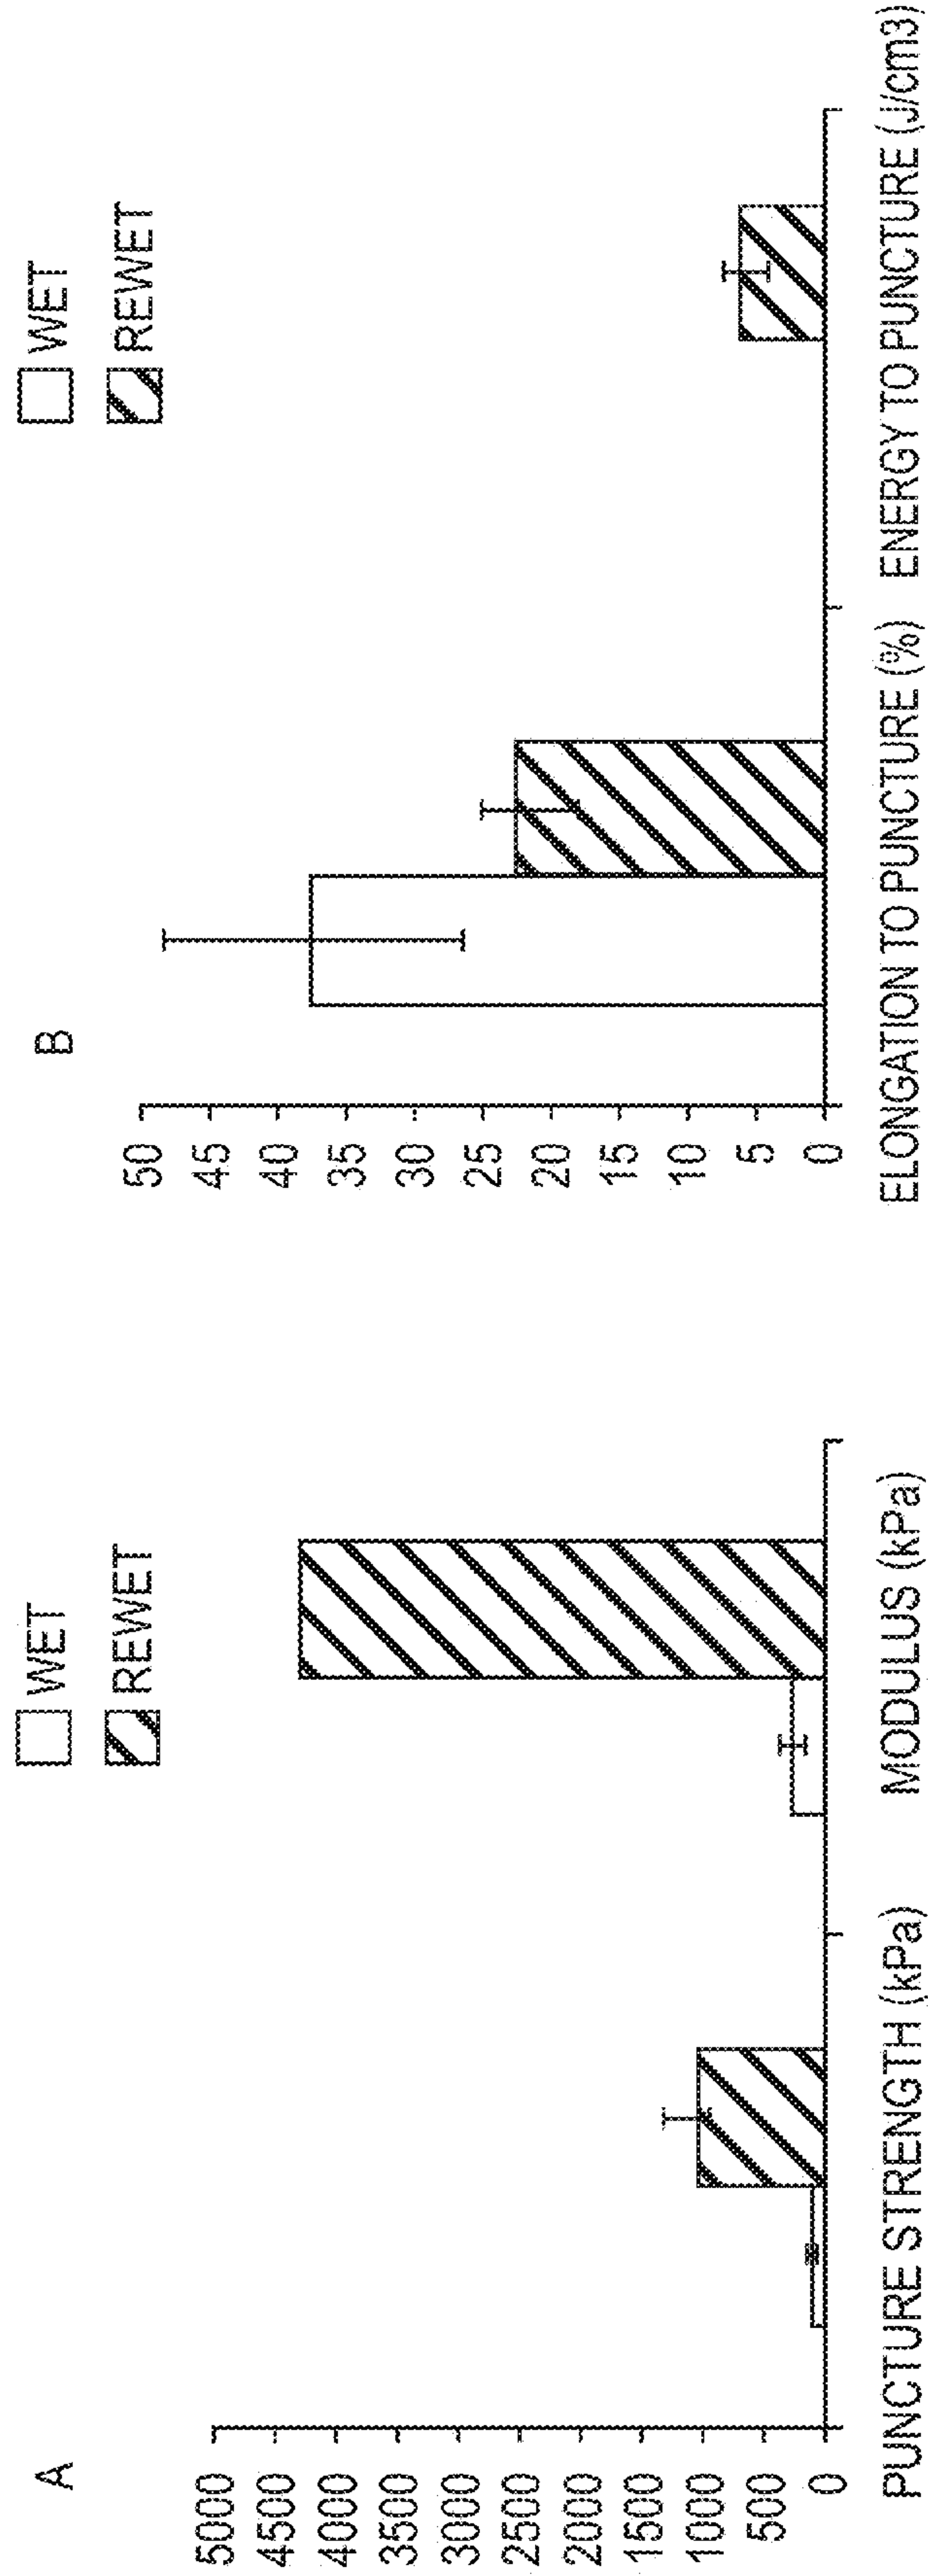 A
WET
REWET
5000
4500
4000
3500
3000
2500
2000
1500
1000
500
0
PUNCTURE STRENGTH (kPa)
MODULUS (kPa)
B
WET
REWET
50
45
40
35
30
25
20
15
10
5
0
ELONGATION TO PUNCTURE (%)
ENERGY TO PUNCTURE (J/cm3)